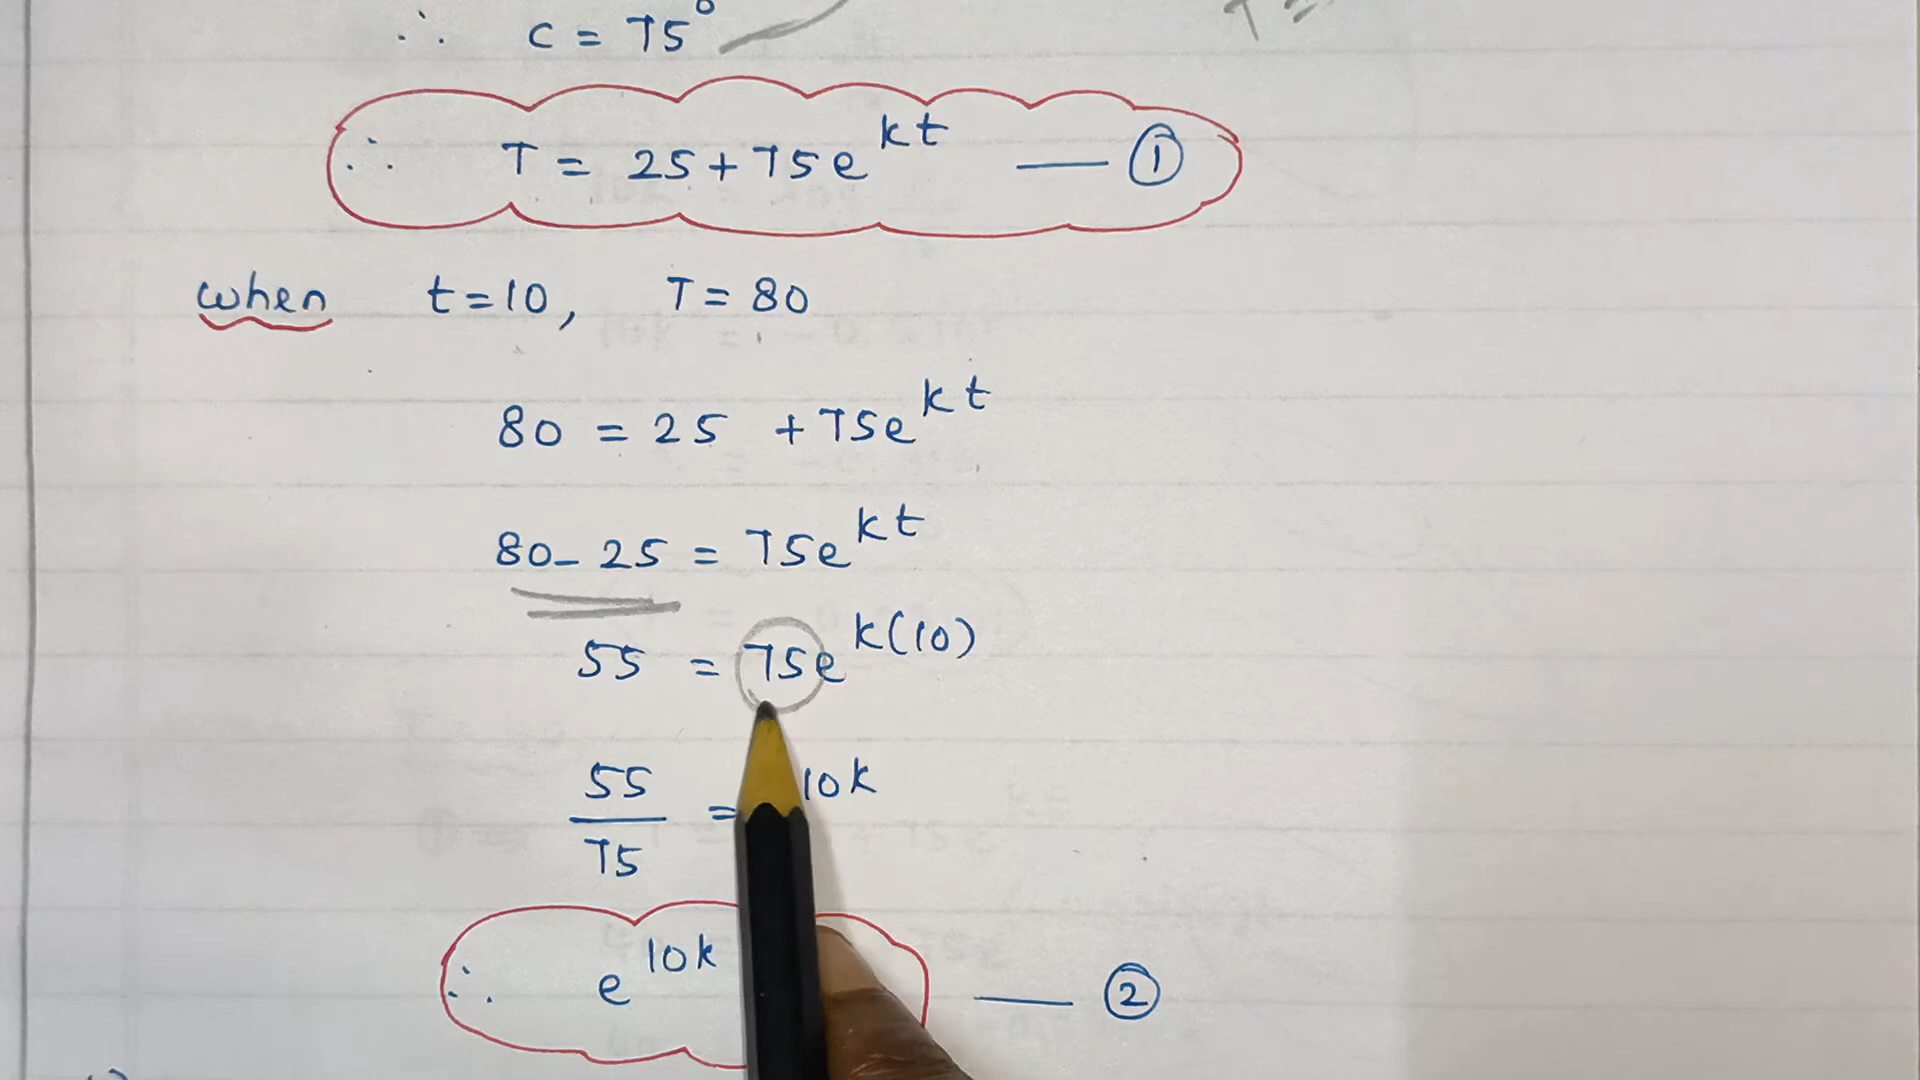 ∴ c = 75°
∴ T = 25 + 75e^{kt} — ①
when t=10, T = 80
80 = 25 + 75e^{kt}
80 - 25 = 75e^{kt}
55 = 75e^{k(10)}
55/75 = ^{10k}
∴ e^{10k} — ②